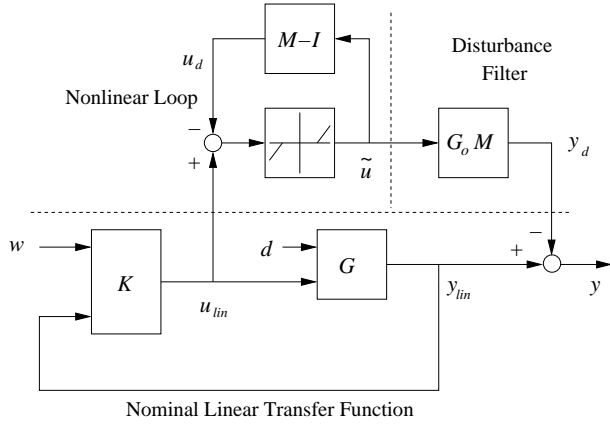 M−I
u_d
Disturbance
Filter
Nonlinear Loop
−
+
ũ
G_o M
y_d
w
K
d
G
−
+
u_lin
y_lin
y
Nominal Linear Transfer Function